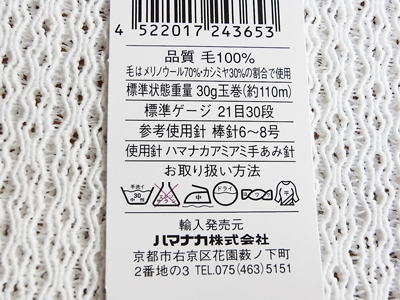 4 522017 243653
品質 毛100%
毛はメリノウール70%・カシミヤ30%の割合で使用
標準状態重量 30g玉巻(約110m)
標準ゲージ 21目30段
参考使用針 棒針6〜8号
使用針 ハマナカアミアミ手あみ針
お取り扱い方法
手洗イ 30 中 ドライ 平
輸入発売元
ハマナカ株式会社
京都市右京区花園薮ノ下町
2番地の3 TEL.075(463)5151